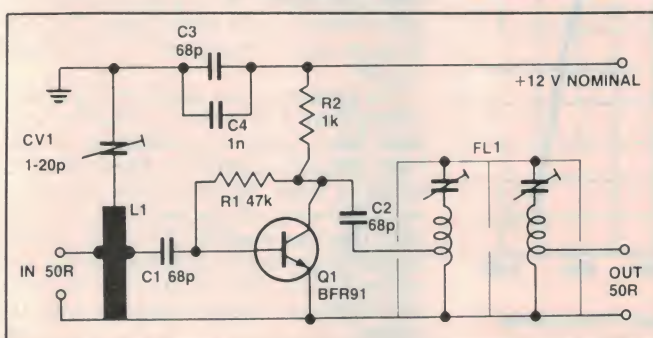 C3
68p
+12 V NOMINAL
C4
1n
R2
1k
CV1
1-20p
FL1
L1
R1 47k
C2
68p
IN 50R
C1 68p
Q1
BFR91
OUT
50R